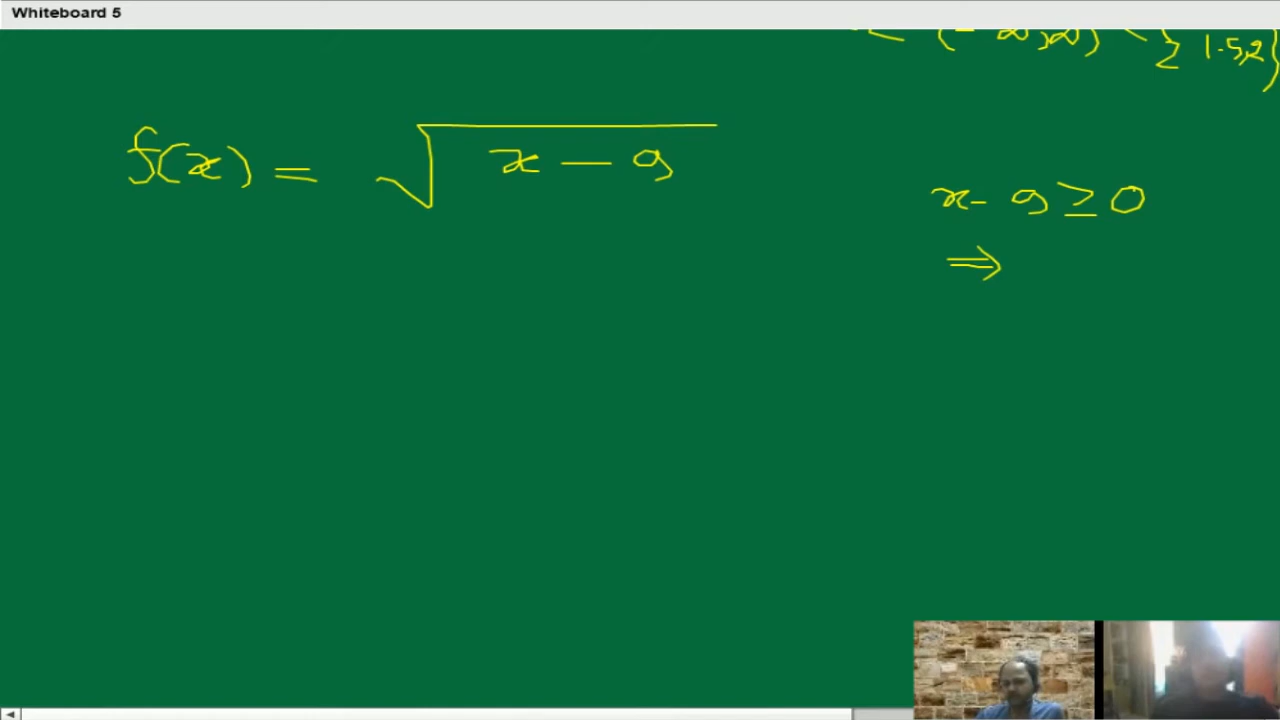 Whiteboard 5
(-∞,∞) - { 1.5,2}
f(x) = √(x - 9)
x - 9 ≥ 0
⇒